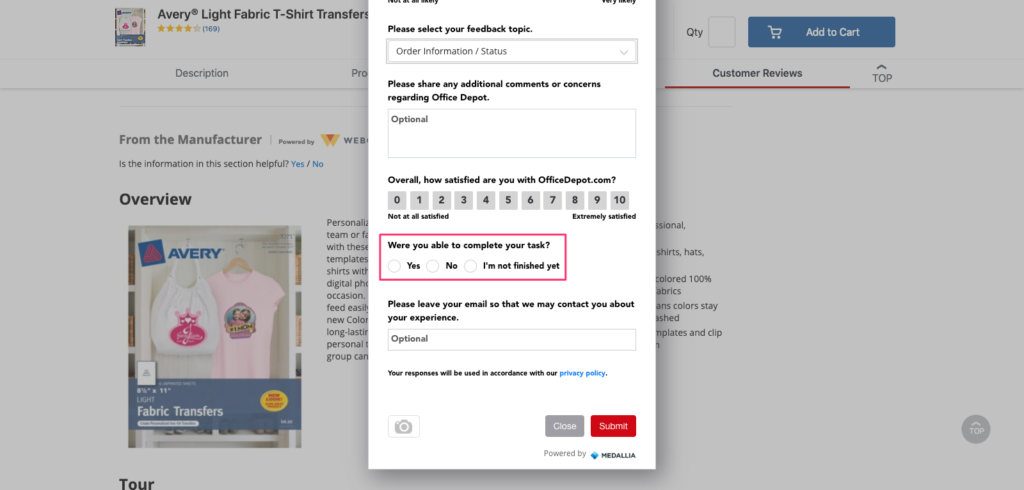 Not at all likely
Very likely
Avery® Light Fabric T-Shirt Transfers
(169)
Qty
Add to Cart
Description
Pro
Customer Reviews
TOP
Please select your feedback topic.
Order Information / Status
Please share any additional comments or concerns
regarding Office Depot.
Optional
Overall, how satisfied are you with OfficeDepot.com?
0 1 2 3 4 5 6 7 8 9 10
Not at all satisfied
Extremely satisfied
Were you able to complete your task?
Yes No I'm not finished yet
Please leave your email so that we may contact you about
your experience.
Optional
Your responses will be used in accordance with our privacy policy.
Close
Submit
Powered by MEDALLIA
From the Manufacturer
Powered by WEBC
Is the information in this section helpful? Yes / No
Overview
AVERY
8½" x 11"
LIGHT
Fabric Transfers
Personaliz
team or fa
with these
templates
shirts with
digital pho
occasion.
feed easily
new Color
long-lastin
personal t
group can
ssional,
shirts, hats,
colored 100%
abrics
ans colors stay
ashed
mplates and clip
n
TOP
Tour